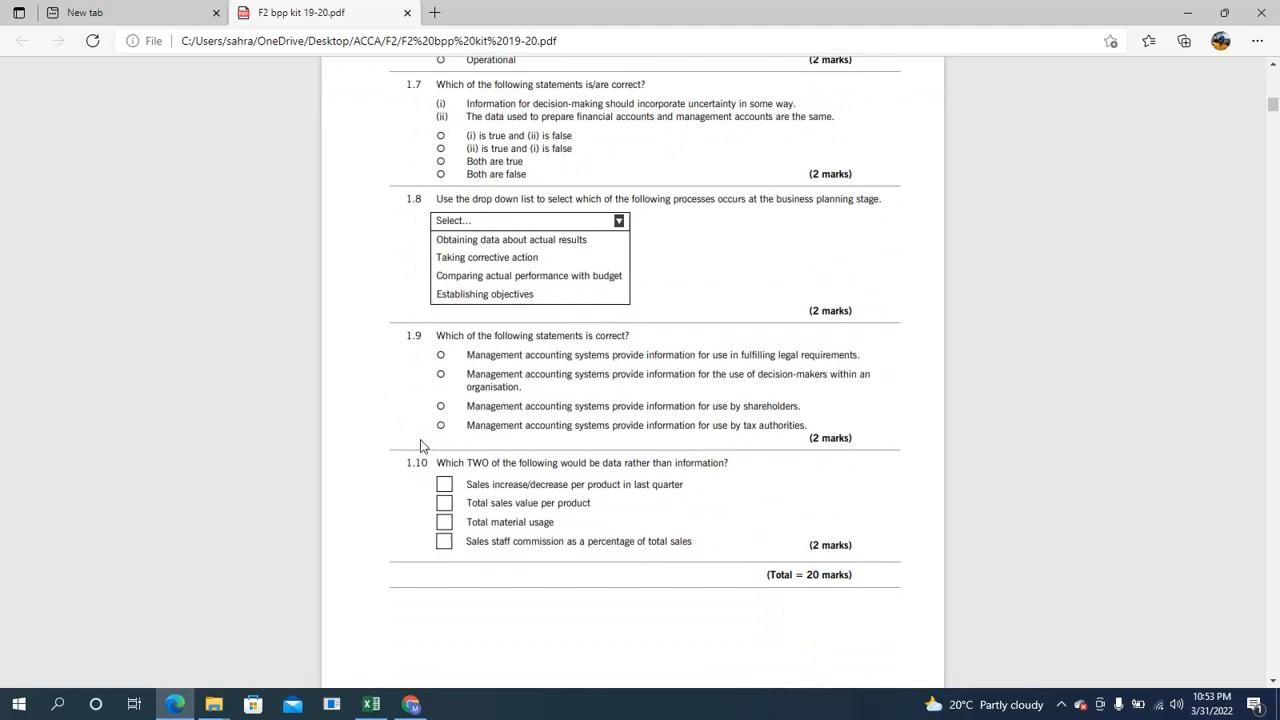 New tab
F2 bpp kit 19-20.pdf
File
C:/Users/sahra/OneDrive/Desktop/ACCA/F2/F2%20bpp%20kit%2019-20.pdf
Operational (2 marks)
1.7 Which of the following statements is/are correct?
(i) Information for decision-making should incorporate uncertainty in some way.
(ii) The data used to prepare financial accounts and management accounts are the same.
(i) is true and (ii) is false
(ii) is true and (i) is false
Both are true
Both are false (2 marks)
1.8 Use the drop down list to select which of the following processes occurs at the business planning stage.
Select...
Obtaining data about actual results
Taking corrective action
Comparing actual performance with budget
Establishing objectives
(2 marks)
1.9 Which of the following statements is correct?
Management accounting systems provide information for use in fulfilling legal requirements.
Management accounting systems provide information for the use of decision-makers within an
organisation.
Management accounting systems provide information for use by shareholders.
Management accounting systems provide information for use by tax authorities.
(2 marks)
1.10 Which TWO of the following would be data rather than information?
Sales increase/decrease per product in last quarter
Total sales value per product
Total material usage
Sales staff commission as a percentage of total sales (2 marks)
(Total = 20 marks)
20°C Partly cloudy
10:53 PM
3/31/2022